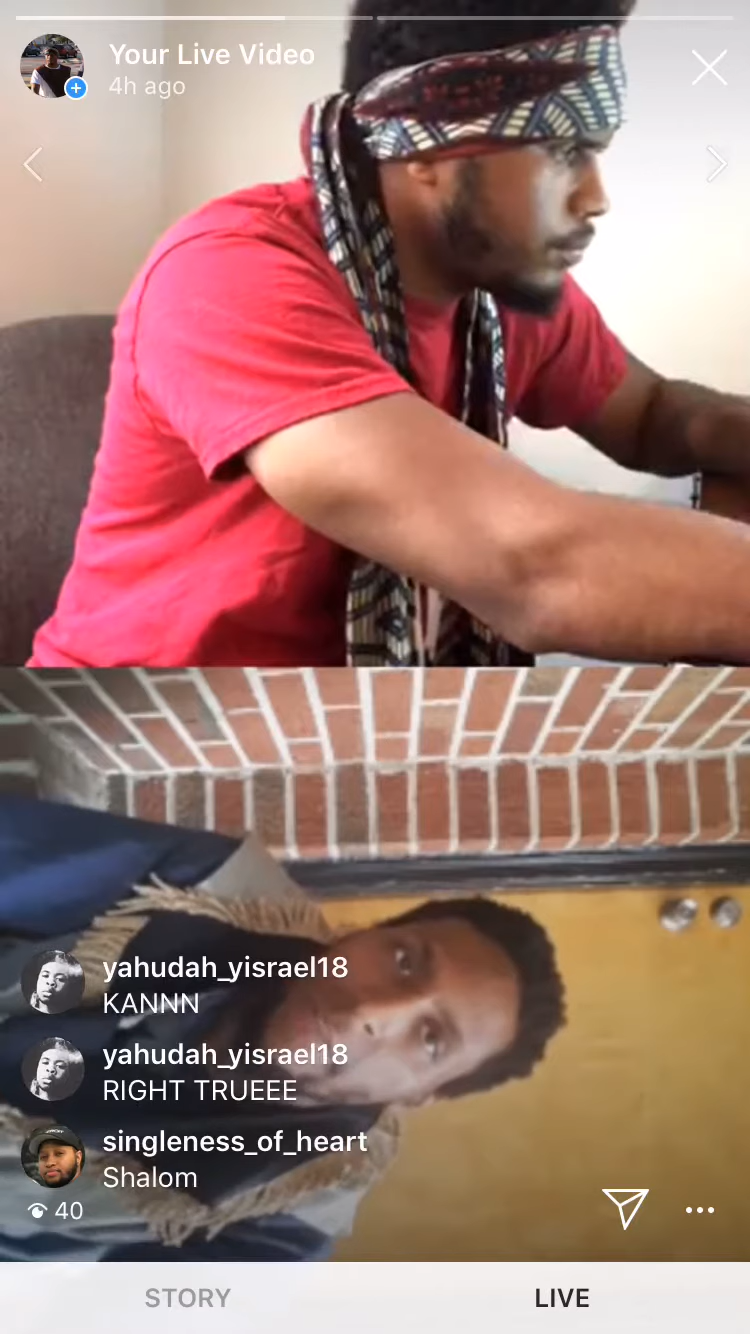 Your Live Video
4h ago
yahudah_yisrael18
KANNN
yahudah_yisrael18
RIGHT TRUEEE
singleness_of_heart
Shalom
40
STORY LIVE